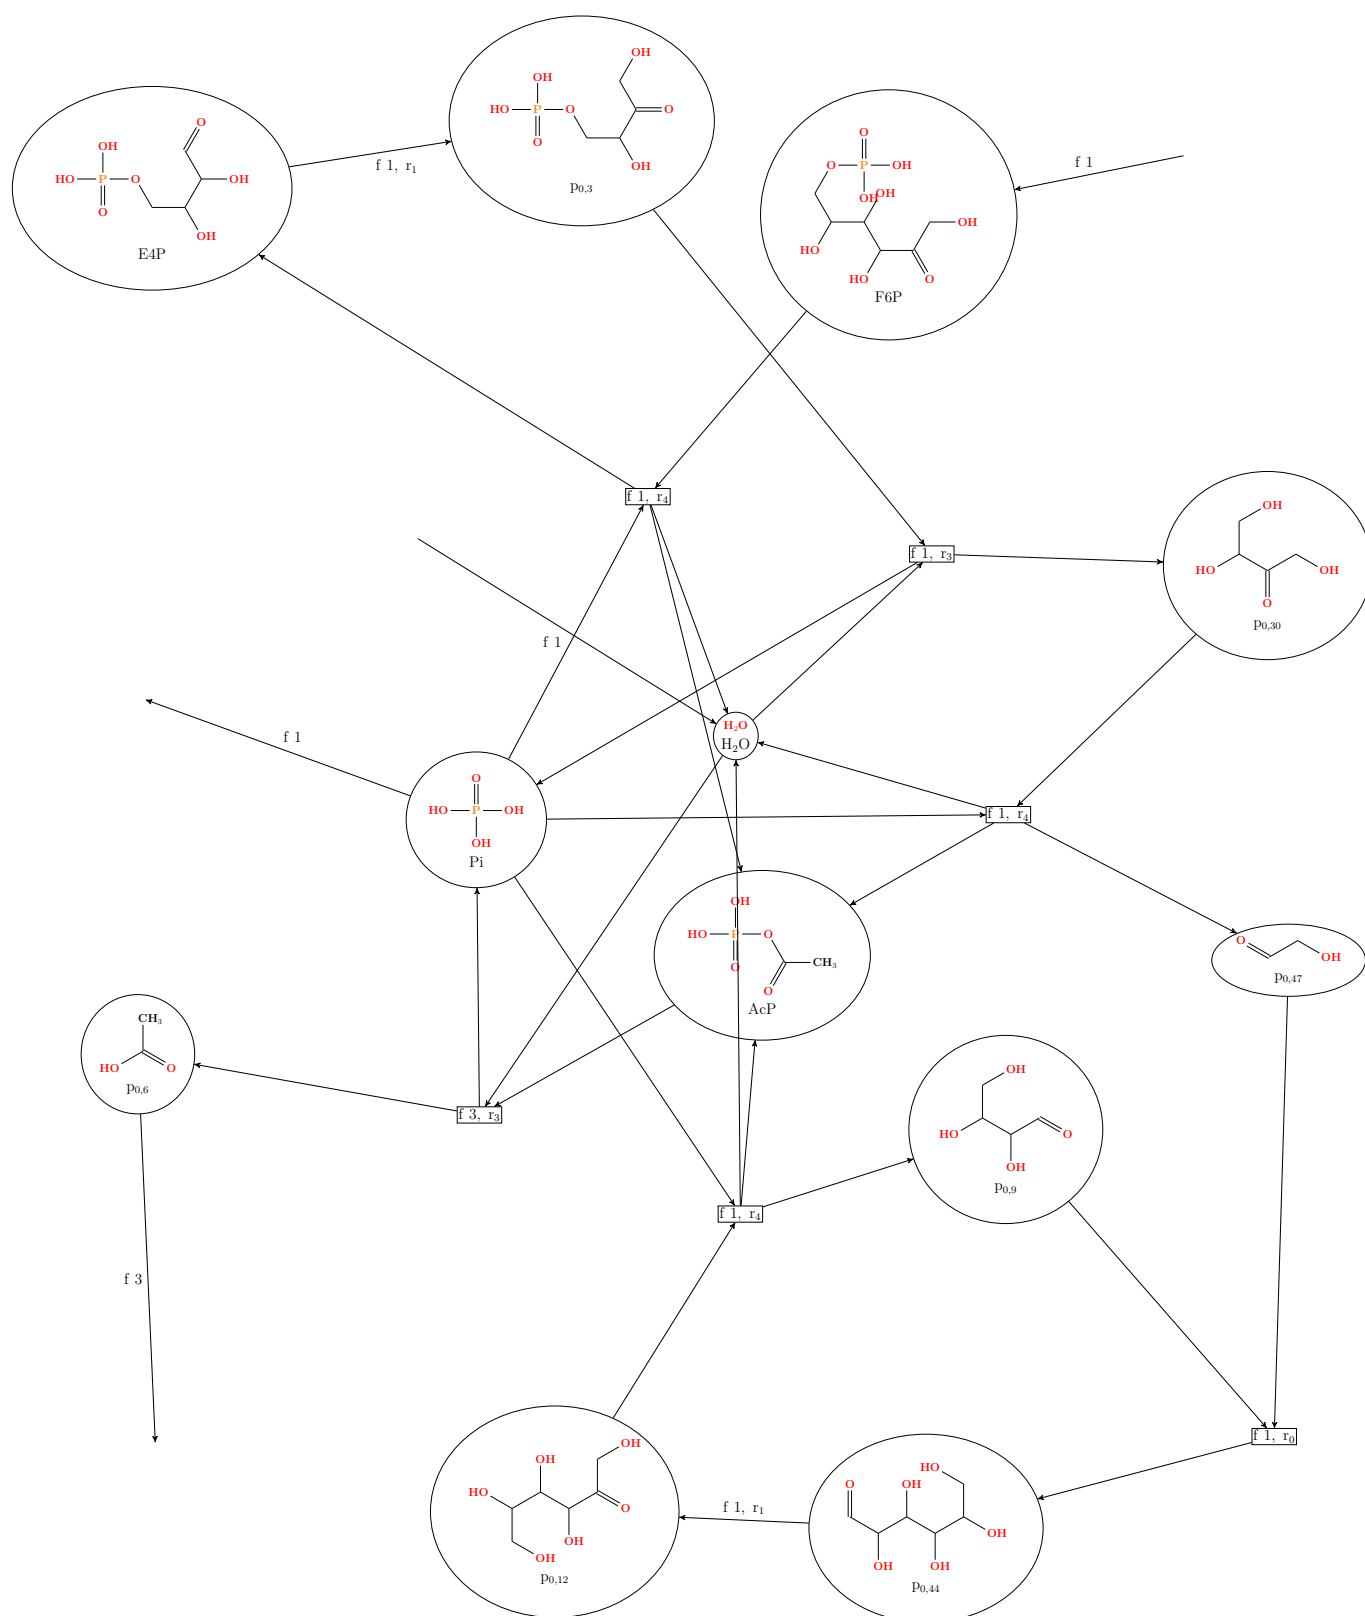 OH
HO P O O
O
OH
p₀,₃
O
OH
HO P O OH
O
OH
E4P
f 1, r₁
O
O P OH
OH
OH
OH
HO
HO O
F6P
f 1
f 1, r₄
f 1, r₃
OH
HO OH
O
p₀,₃₀
f 1
f 1
H₂O
H₂O
O
HO P OH
OH
Pi
f 1, r₄
OH
HO P O
O CH₃
O
AcP
O
OH
p₀,₄₇
CH₃
HO O
p₀,₆
f 3, r₃
OH
HO O
OH
p₀,₉
f 1, r₄
f 3
f 1, r₀
OH
OH
HO
O
OH
OH
p₀,₁₂
f 1, r₁
HO
O OH
OH
OH OH
p₀,₄₄